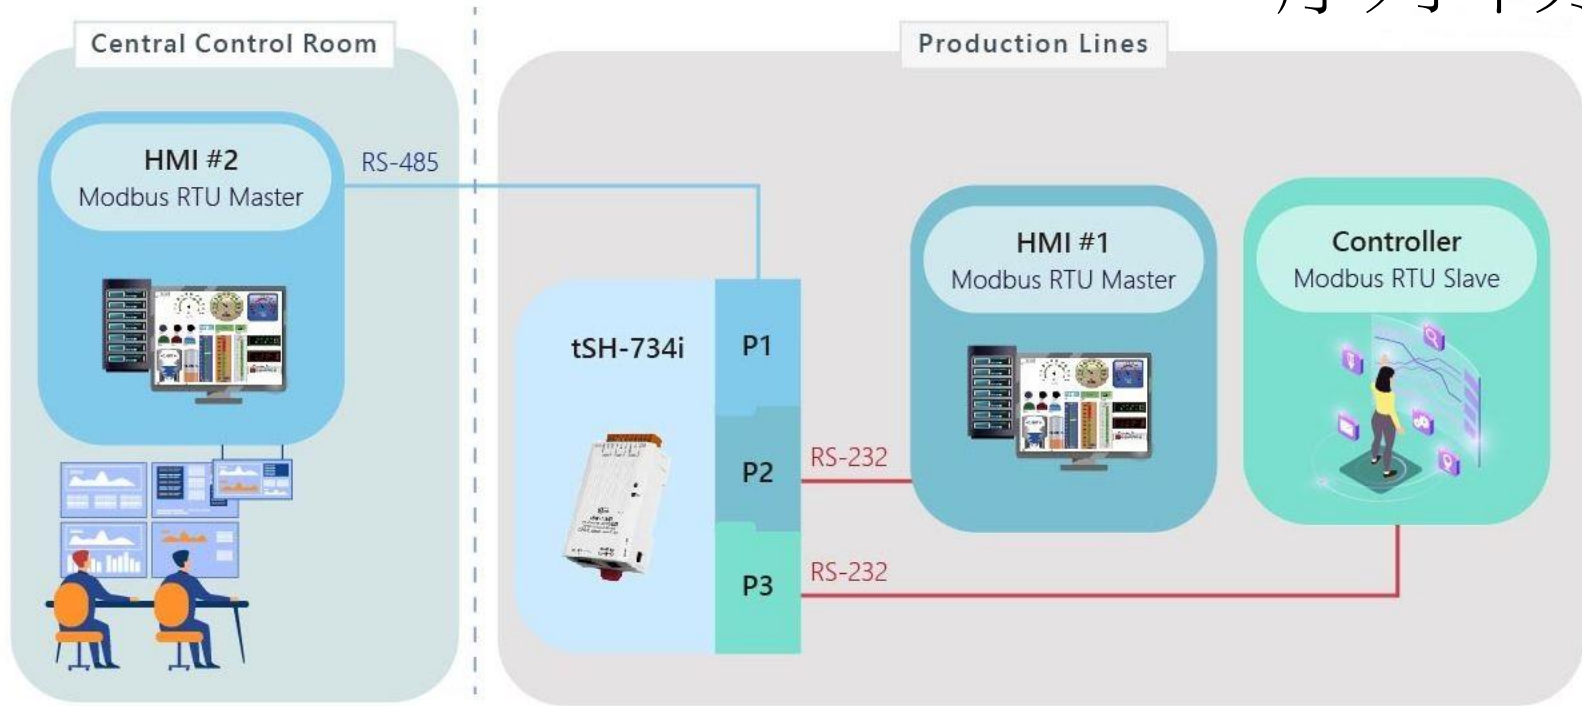 Central Control Room
Production Lines
HMI #2
Modbus RTU Master
RS-485
HMI #1
Modbus RTU Master
Controller
Modbus RTU Slave
tSH-734i
P1
P2
RS-232
P3
RS-232